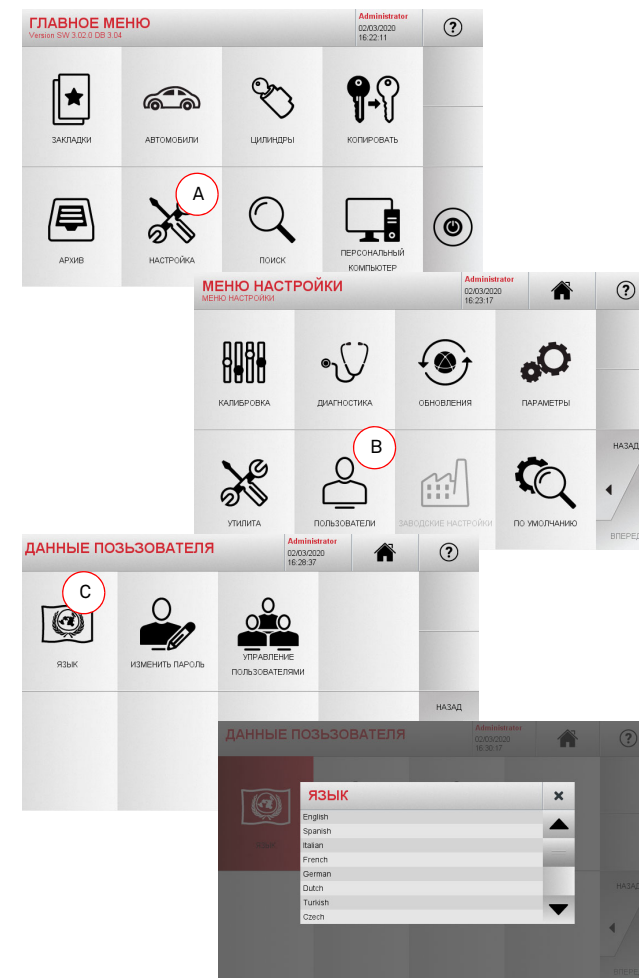 ГЛАВНОЕ МЕНЮ
Version SW 3.02.0 DB 3.04
Administrator
02/03/2020
16:22:11
?
ЗАКЛАДКИ
АВТОМОБИЛИ
ЦИЛИНДРЫ
КОПИРОВАТЬ
A
АРХИВ
НАСТРОЙКА
ПОИСК
ПЕРСОНАЛЬНЫЙ
КОМПЬЮТЕР
МЕНЮ НАСТРОЙКИ
МЕНЮ НАСТРОЙКИ
Administrator
02/03/2020
16:23:17
?
КАЛИБРОВКА
ДИАГНОСТИКА
ОБНОВЛЕНИЯ
ПАРАМЕТРЫ
B
НАЗАД
УТИЛИТА
ПОЛЬЗОВАТЕЛИ
ЗАВОДСКИЕ НАСТРОЙКИ
ПО УМОЛЧАНИЮ
ВПЕРЕД
ДАННЫЕ ПОЗЬЗОВАТЕЛЯ
Administrator
02/03/2020
16:28:37
?
C
ЯЗЫК
ИЗМЕНИТЬ ПАРОЛЬ
УПРАВЛЕНИЕ
ПОЛЬЗОВАТЕЛЯМИ
НАЗАД
ДАННЫЕ ПОЗЬЗОВАТЕЛЯ
Administrator
02/03/2020
16:30:17
?
ЯЗЫК
ЯЗЫК
English
Spanish
Italian
French
German
Dutch
Turkish
Czech
НАЗАД
ВПЕРЕД